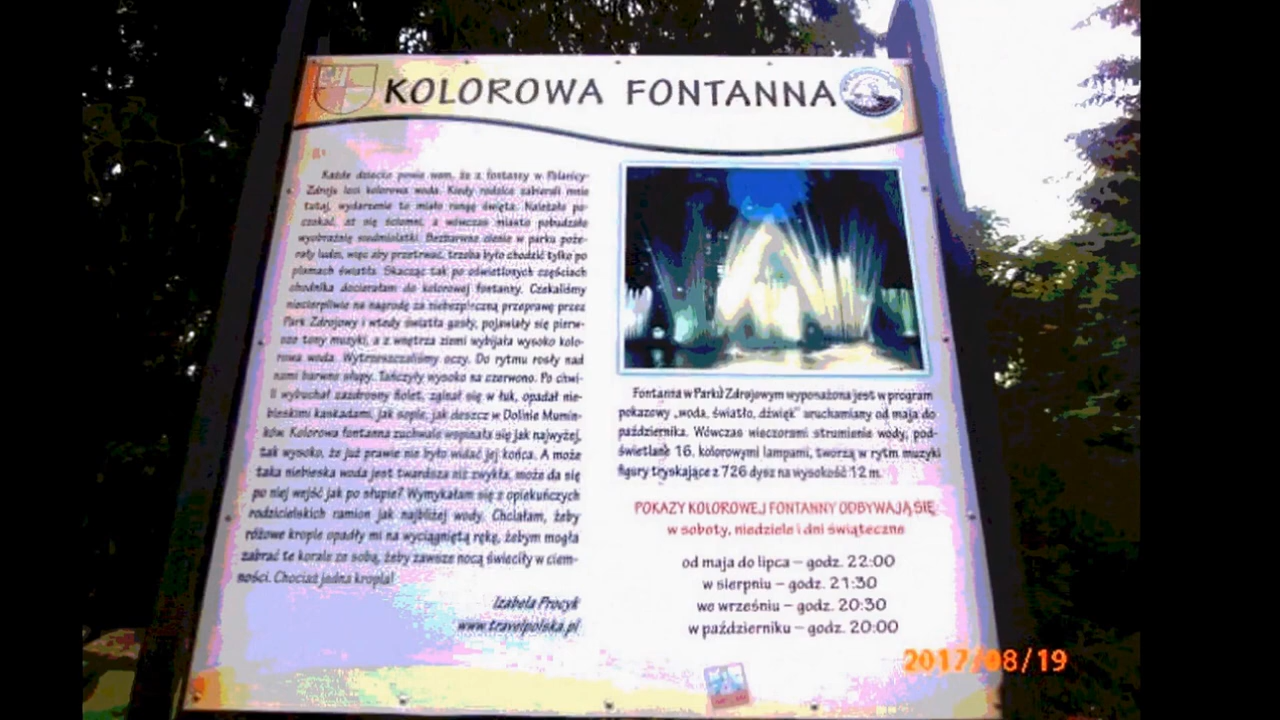 KOLOROWA FONTANNA
Każde dziecko powie wam, że z fontanny w Polanicy-
Zdroju leci kolorowa woda. Kiedy rodzice zabierali mnie
tutaj, wydarzenie to miało rangę święta. Należało po-
czekać, aż się ściemni, a wówczas miasto pobudzało
wyobraźnię siedmiolatki. Bezbarwne cienie w parku poże-
rały ludzi, więc aby przetrwać, trzeba było chodzić tylko po
plamach światła. Skacząc tak po oświetlonych częściach
chodnika docierałam do kolorowej fontanny. Czekaliśmy
niecierpliwie na nagrodę za niebezpieczną przeprawę przez
Park Zdrojowy i wtedy światła gasły, pojawiały się pierw-
sze tony muzyki, a z wnętrza ziemi wybijała wysoko kolo-
rowa woda. Wytrzeszczaliśmy oczy. Do rytmu rosły nad
nami barwne słupy. Tańczyły wysoko na czerwono. Po chwi-
li wybuchał zazdrosny fiolet, zginał się w łuk, opadał nie-
bieskimi kaskadami, jak sople, jak deszcz w Dolinie Mumin-
ków. Kolorowa fontanna zuchwale wspinała się jak najwyżej,
tak wysoko, że już prawie nie było widać jej końca. A może
taka niebieska woda jest twardsza niż zwykła, może da się
po niej wejść jak po słupie? Wymykałam się z opiekuńczych
rodzicielskich ramion jak najbliżej wody. Chciałam, żeby
różowe krople opadły mi na wyciągniętą rękę, żebym mogła
zabrać te korale ze sobą, żeby zawsze nocą świeciły w ciem-
ności. Chociaż jedna kropla!
Izabela Procyk
www.travelpolska.pl
Fontanna w Parku Zdrojowym wyposażona jest w program
pokazowy „woda, światło, dźwięk” uruchamiany od maja do
października. Wówczas wieczorami strumienie wody, pod-
świetlane 16. kolorowymi lampami, tworzą w rytm muzyki
figury tryskające z 726 dysz na wysokość 12 m.
POKAZY KOLOROWEJ FONTANNY ODBYWAJĄ SIĘ
w soboty, niedziele i dni świąteczne
od maja do lipca – godz. 22:00
w sierpniu – godz. 21:30
we wrześniu – godz. 20:30
w październiku – godz. 20:00
2017/08/19